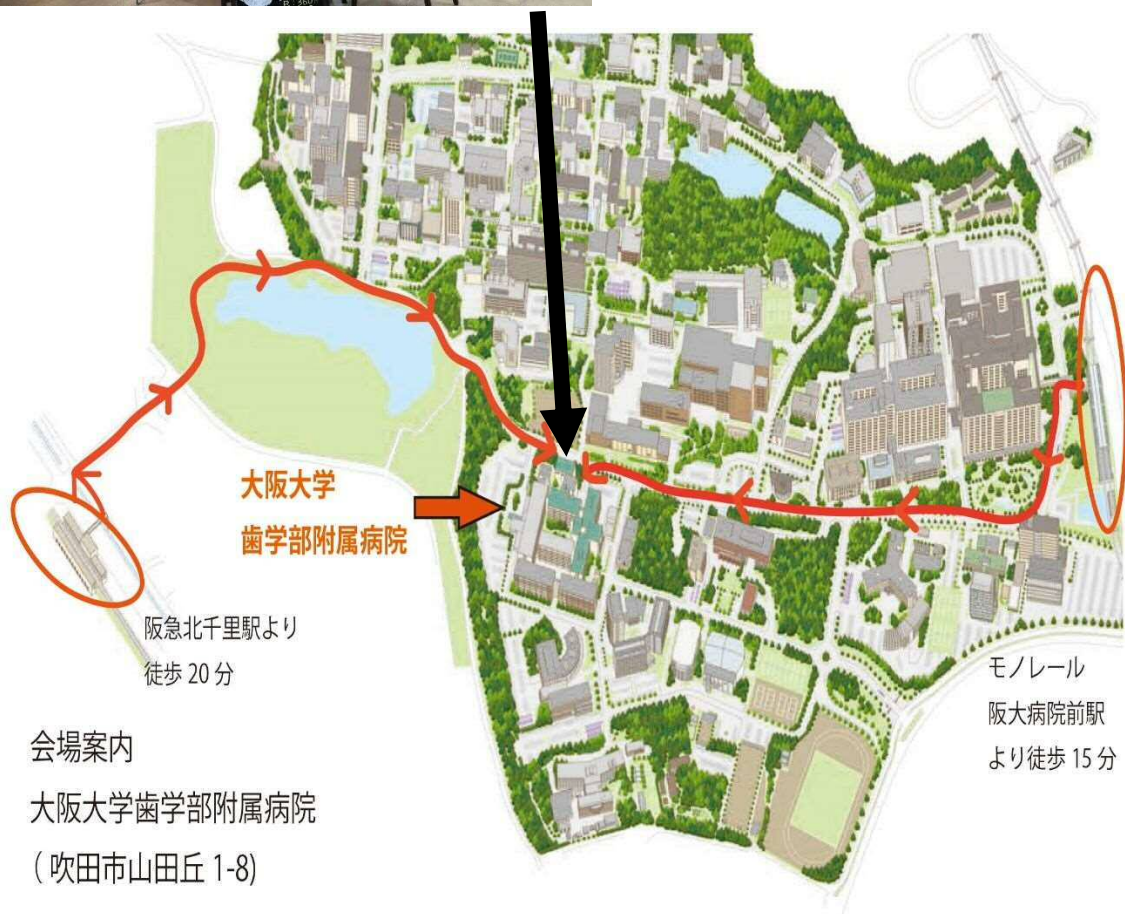 大阪大学
歯学部附属病院
阪急北千里駅より
徒歩 20 分
モノレール
阪大病院前駅
より徒歩 15 分
会場案内
大阪大学歯学部附属病院
( 吹田市山田丘 1-8)